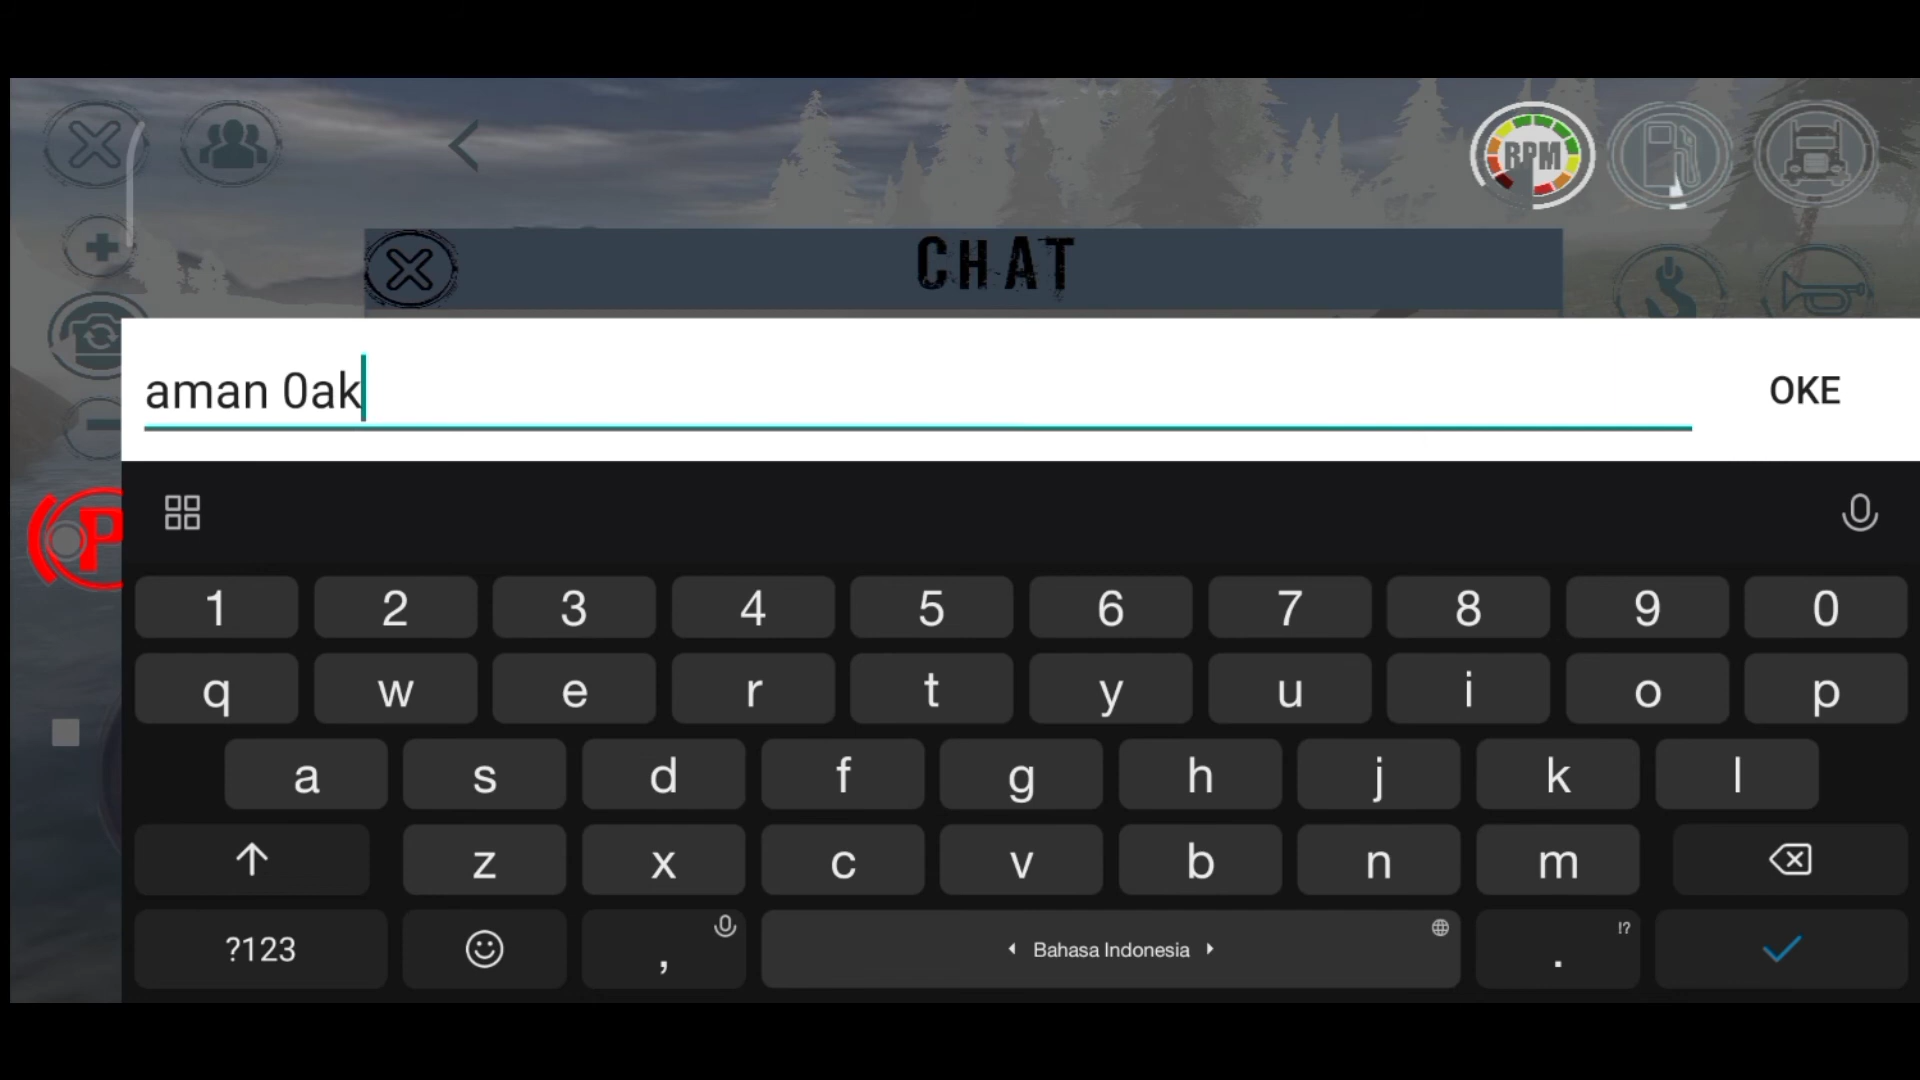 RPM
CHAT
aman 0ak
OKE
P
1 2 3 4 5 6 7 8 9 0
q w e r t y u i o p
a s d f g h j k l
z x c v b n m
!?
?123 , Bahasa Indonesia .